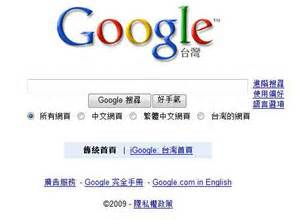 Google™
台灣
進階搜尋
使用偏好
語言選項
Google 搜尋 好手氣
所有網頁 中文網頁 繁體中文網頁 台灣的網頁
傳統首頁 | iGoogle: 台灣首頁
廣告服務 - Google 完全手冊 - Google.com in English
©2009 - 隱私權政策